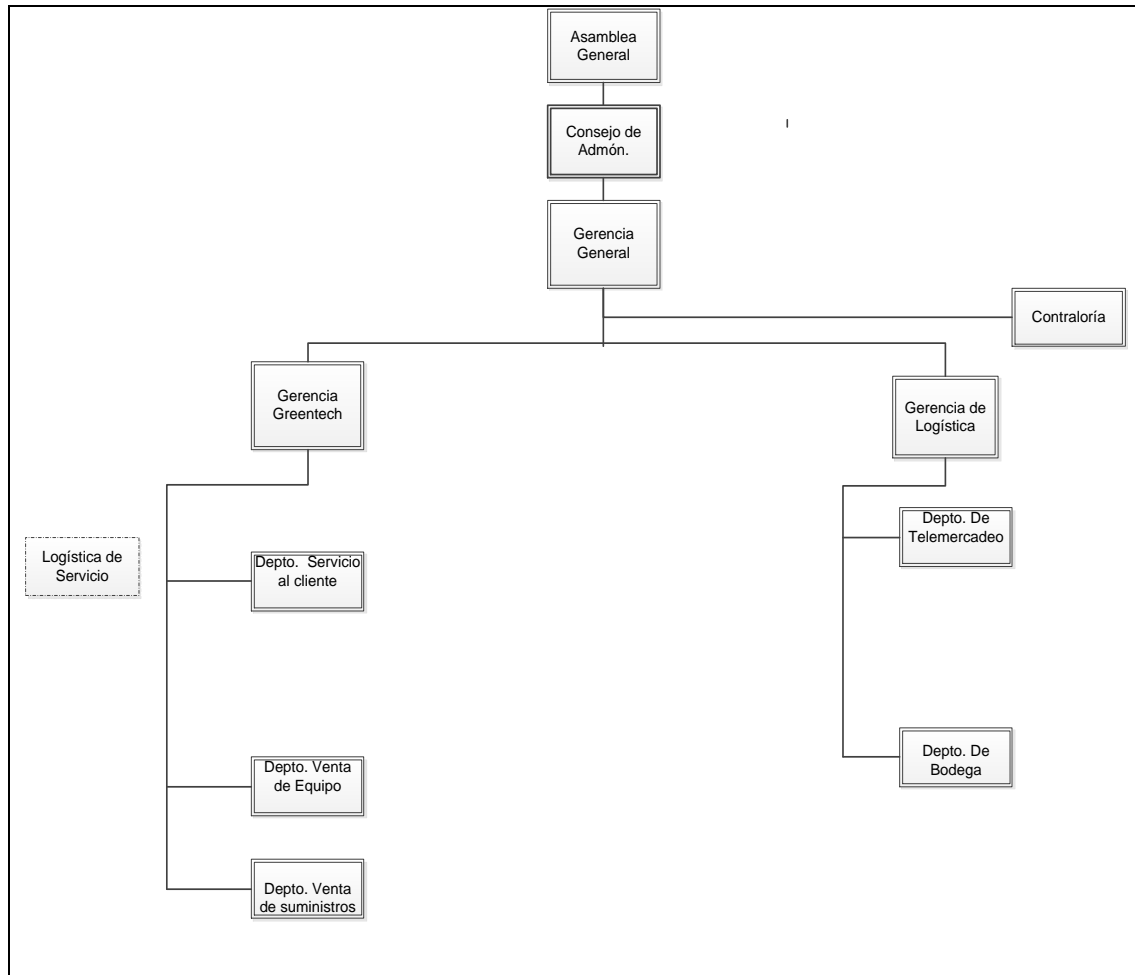 Asamblea
General
Consejo de
Admón.
Gerencia
General
Contraloría
Gerencia
Greentech
Gerencia de
Logística
Logística de
Servicio
Depto. Servicio
al cliente
Depto. De
Telemercadeo
Depto. Venta
de Equipo
Depto. De
Bodega
Depto. Venta
de suministros